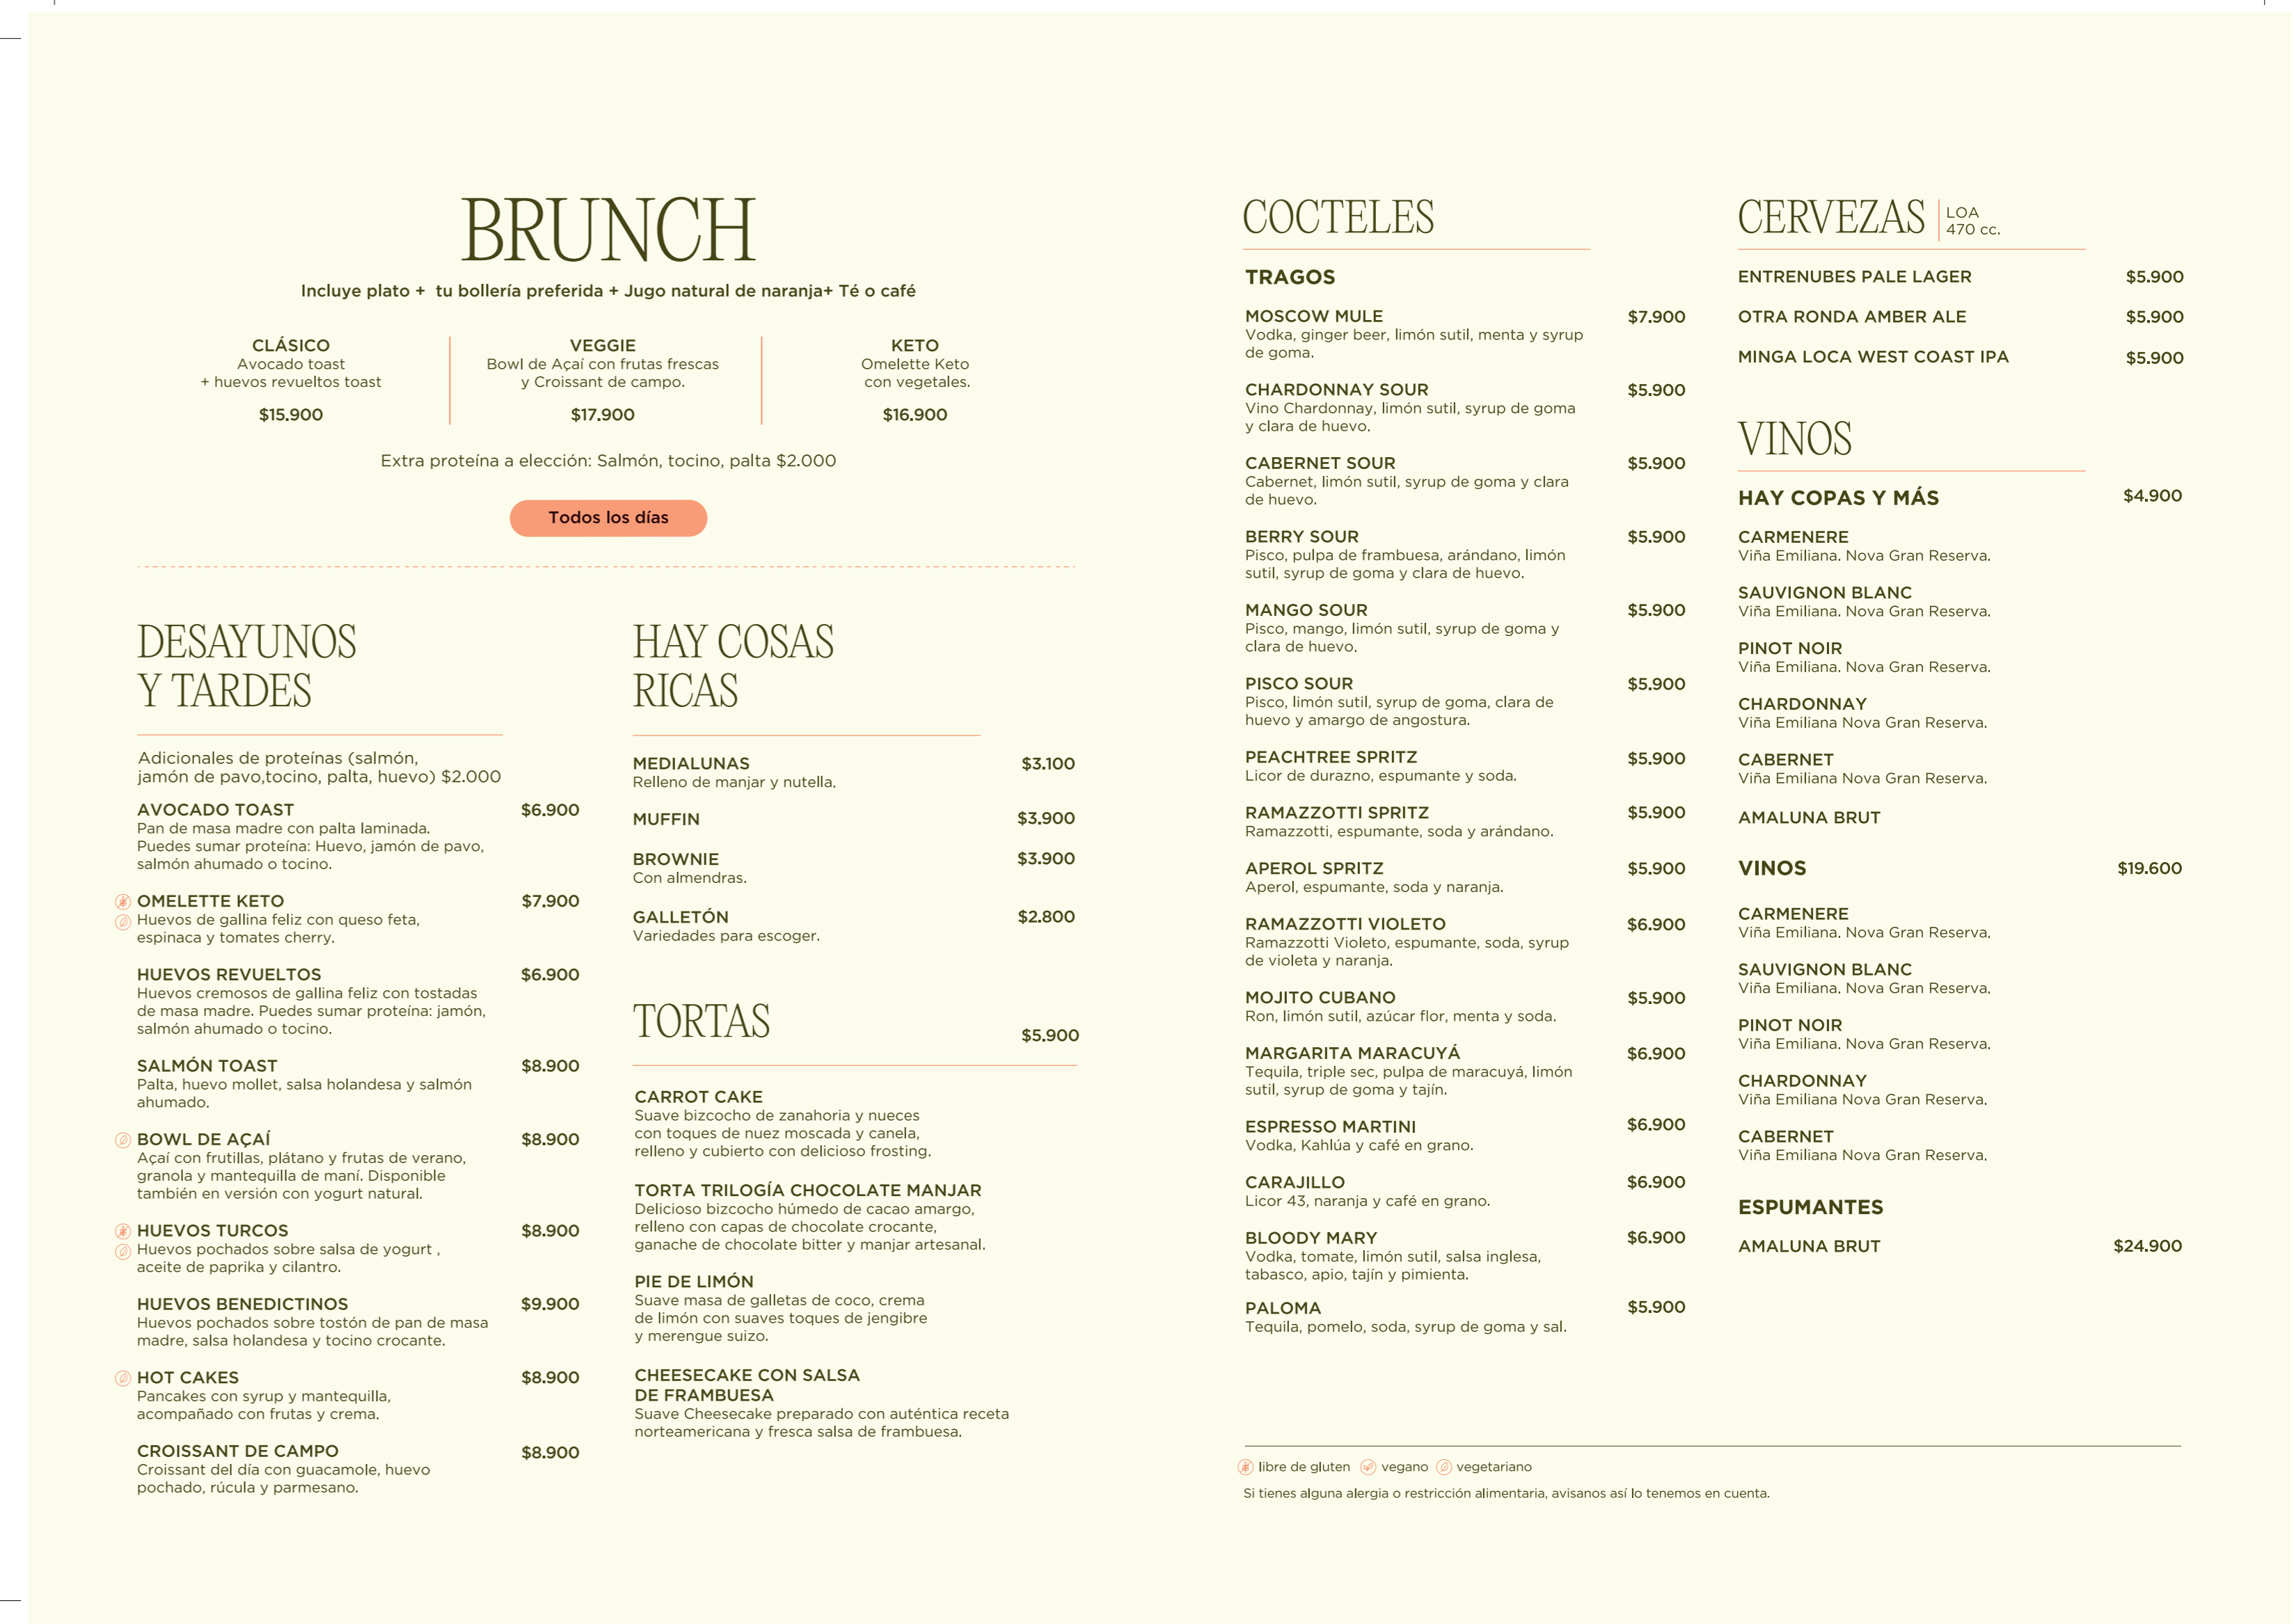 BRUNCH
Incluye plato +  tu bollería preferida + Jugo natural de naranja+ Té o café
CLÁSICO
Avocado toast
+ huevos revueltos toast
$15.900
VEGGIE
Bowl de Açaí con frutas frescas
y Croissant de campo.
$17.900
KETO
Omelette Keto
con vegetales.
$16.900
Extra proteína a elección: Salmón, tocino, palta $2.000
Todos los días
DESAYUNOS
Y TARDES
Adicionales de proteínas (salmón,
jamón de pavo,tocino, palta, huevo) $2.000
AVOCADO TOAST $6.900
Pan de masa madre con palta laminada.
Puedes sumar proteína: Huevo, jamón de pavo,
salmón ahumado o tocino.
OMELETTE KETO $7.900
Huevos de gallina feliz con queso feta,
espinaca y tomates cherry.
HUEVOS REVUELTOS $6.900
Huevos cremosos de gallina feliz con tostadas
de masa madre. Puedes sumar proteína: jamón,
salmón ahumado o tocino.
SALMÓN TOAST $8.900
Palta, huevo mollet, salsa holandesa y salmón
ahumado.
BOWL DE AÇAÍ $8.900
Açaí con frutillas, plátano y frutas de verano,
granola y mantequilla de maní. Disponible
también en versión con yogurt natural.
HUEVOS TURCOS $8.900
Huevos pochados sobre salsa de yogurt ,
aceite de paprika y cilantro.
HUEVOS BENEDICTINOS $9.900
Huevos pochados sobre tostón de pan de masa
madre, salsa holandesa y tocino crocante.
HOT CAKES $8.900
Pancakes con syrup y mantequilla,
acompañado con frutas y crema.
CROISSANT DE CAMPO $8.900
Croissant del día con guacamole, huevo
pochado, rúcula y parmesano.
HAY COSAS
RICAS
MEDIALUNAS $3.100
Relleno de manjar y nutella.
MUFFIN $3.900
BROWNIE $3.900
Con almendras.
GALLETÓN $2.800
Variedades para escoger.
TORTAS $5.900
CARROT CAKE
Suave bizcocho de zanahoria y nueces
con toques de nuez moscada y canela,
relleno y cubierto con delicioso frosting.
TORTA TRILOGÍA CHOCOLATE MANJAR
Delicioso bizcocho húmedo de cacao amargo,
relleno con capas de chocolate crocante,
ganache de chocolate bitter y manjar artesanal.
PIE DE LIMÓN
Suave masa de galletas de coco, crema
de limón con suaves toques de jengibre
y merengue suizo.
CHEESECAKE CON SALSA
DE FRAMBUESA
Suave Cheesecake preparado con auténtica receta
norteamericana y fresca salsa de frambuesa.
COCTELES
TRAGOS
MOSCOW MULE $7.900
Vodka, ginger beer, limón sutil, menta y syrup
de goma.
CHARDONNAY SOUR $5.900
Vino Chardonnay, limón sutil, syrup de goma
y clara de huevo.
CABERNET SOUR $5.900
Cabernet, limón sutil, syrup de goma y clara
de huevo.
BERRY SOUR $5.900
Pisco, pulpa de frambuesa, arándano, limón
sutil, syrup de goma y clara de huevo.
MANGO SOUR $5.900
Pisco, mango, limón sutil, syrup de goma y
clara de huevo.
PISCO SOUR $5.900
Pisco, limón sutil, syrup de goma, clara de
huevo y amargo de angostura.
PEACHTREE SPRITZ $5.900
Licor de durazno, espumante y soda.
RAMAZZOTTI SPRITZ $5.900
Ramazzotti, espumante, soda y arándano.
APEROL SPRITZ $5.900
Aperol, espumante, soda y naranja.
RAMAZZOTTI VIOLETO $6.900
Ramazzotti Violeto, espumante, soda, syrup
de violeta y naranja.
MOJITO CUBANO $5.900
Ron, limón sutil, azúcar flor, menta y soda.
MARGARITA MARACUYÁ $6.900
Tequila, triple sec, pulpa de maracuyá, limón
sutil, syrup de goma y tajín.
ESPRESSO MARTINI $6.900
Vodka, Kahlúa y café en grano.
CARAJILLO $6.900
Licor 43, naranja y café en grano.
BLOODY MARY $6.900
Vodka, tomate, limón sutil, salsa inglesa,
tabasco, apio, tajín y pimienta.
PALOMA $5.900
Tequila, pomelo, soda, syrup de goma y sal.
CERVEZAS
LOA
470 cc.
ENTRENUBES PALE LAGER $5.900
OTRA RONDA AMBER ALE $5.900
MINGA LOCA WEST COAST IPA $5.900
VINOS
HAY COPAS Y MÁS $4.900
CARMENERE
Viña Emiliana. Nova Gran Reserva.
SAUVIGNON BLANC
Viña Emiliana. Nova Gran Reserva.
PINOT NOIR
Viña Emiliana. Nova Gran Reserva.
CHARDONNAY
Viña Emiliana Nova Gran Reserva.
CABERNET
Viña Emiliana Nova Gran Reserva.
AMALUNA BRUT
VINOS $19.600
CARMENERE
Viña Emiliana. Nova Gran Reserva.
SAUVIGNON BLANC
Viña Emiliana. Nova Gran Reserva.
PINOT NOIR
Viña Emiliana. Nova Gran Reserva.
CHARDONNAY
Viña Emiliana Nova Gran Reserva.
CABERNET
Viña Emiliana Nova Gran Reserva.
ESPUMANTES
AMALUNA BRUT $24.900
libre de gluten vegano vegetariano
Si tienes alguna alergia o restricción alimentaria, avisanos así lo tenemos en cuenta.